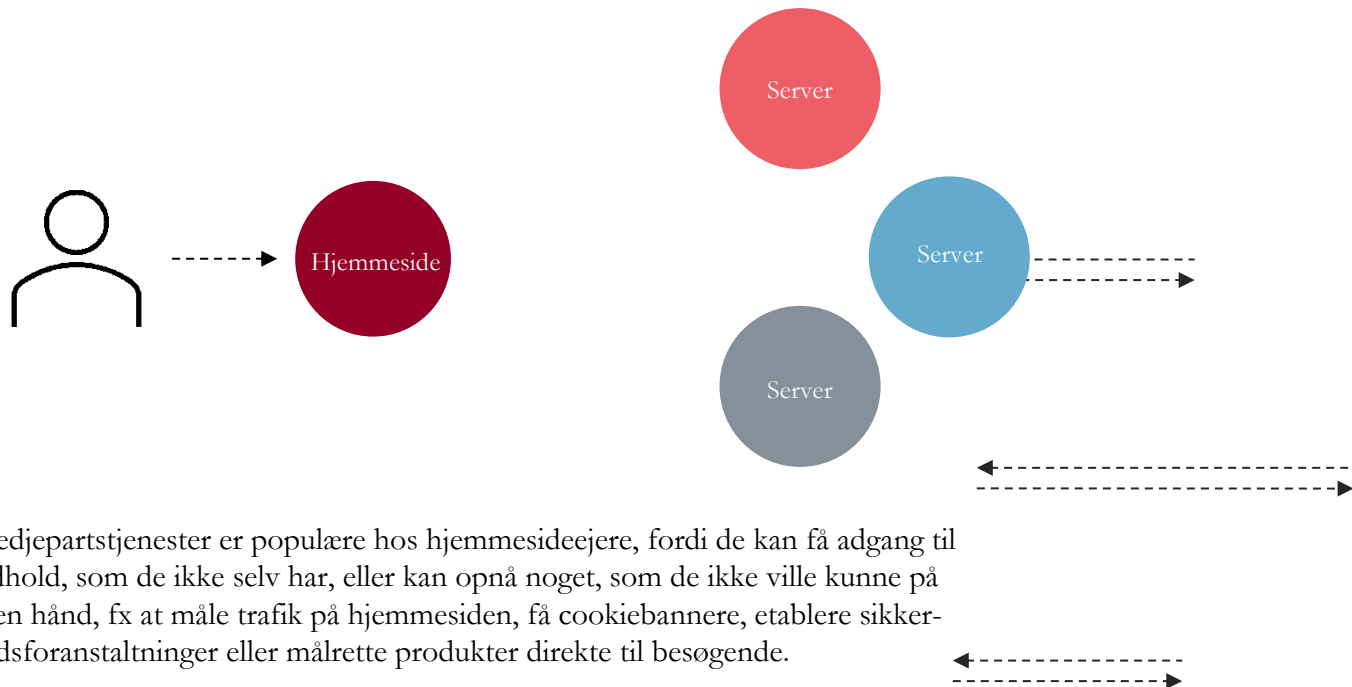 Server
Hjemmeside
Server
Server
edjepartstjenester er populære hos hjemmesideejere, fordi de kan få adgang til
dhold, som de ikke selv har, eller kan opnå noget, som de ikke ville kunne på
en hånd, fx at måle trafik på hjemmesiden, få cookiebannere, etablere sikker-
dsforanstaltninger eller målrette produkter direkte til besøgende.